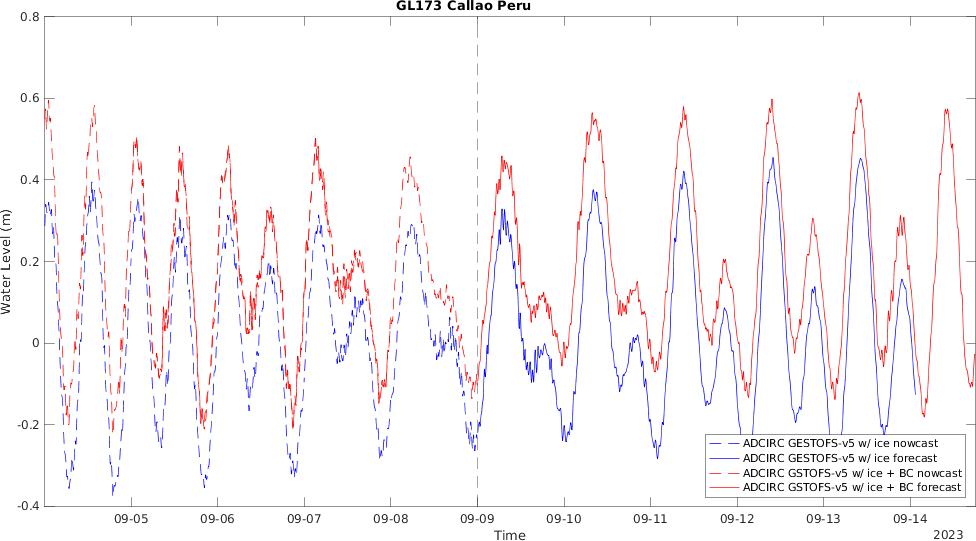 GL173 Callao Peru
0.8
0.6
0.4
0.2
0
-0.2
-0.4
Water Level (m)
09-05 09-06 09-07 09-08 09-09 09-10 09-11 09-12 09-13 09-14
Time
2023
ADCIRC GESTOFS-v5 w/ ice nowcast
ADCIRC GESTOFS-v5 w/ ice forecast
ADCIRC GSTOFS-v5 w/ ice + BC nowcast
ADCIRC GSTOFS-v5 w/ ice + BC forecast